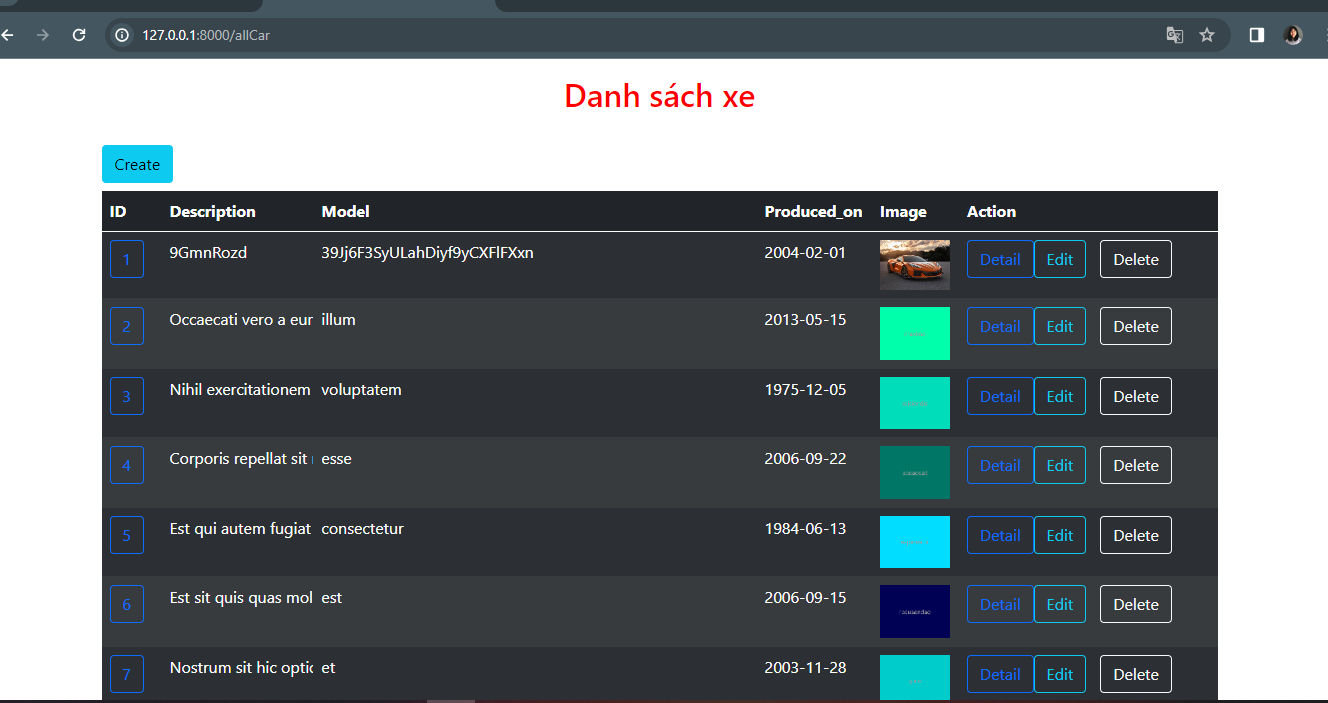 127.0.0.1:8000/allCar
Danh sách xe
Create
ID Description Model Produced_on Image Action
1 9GmnRozd 39Jj6F3SyULahDiyf9yCXFlFXxn 2004-02-01 Detail Edit Delete
2 Occaecati vero a eur illum 2013-05-15 Detail Edit Delete
3 Nihil exercitationem voluptatem 1975-12-05 Detail Edit Delete
4 Corporis repellat sit esse 2006-09-22 Detail Edit Delete
5 Est qui autem fugiat consectetur 1984-06-13 Detail Edit Delete
6 Est sit quis quas mol est 2006-09-15 Detail Edit Delete
7 Nostrum sit hic optio et 2003-11-28 Detail Edit Delete